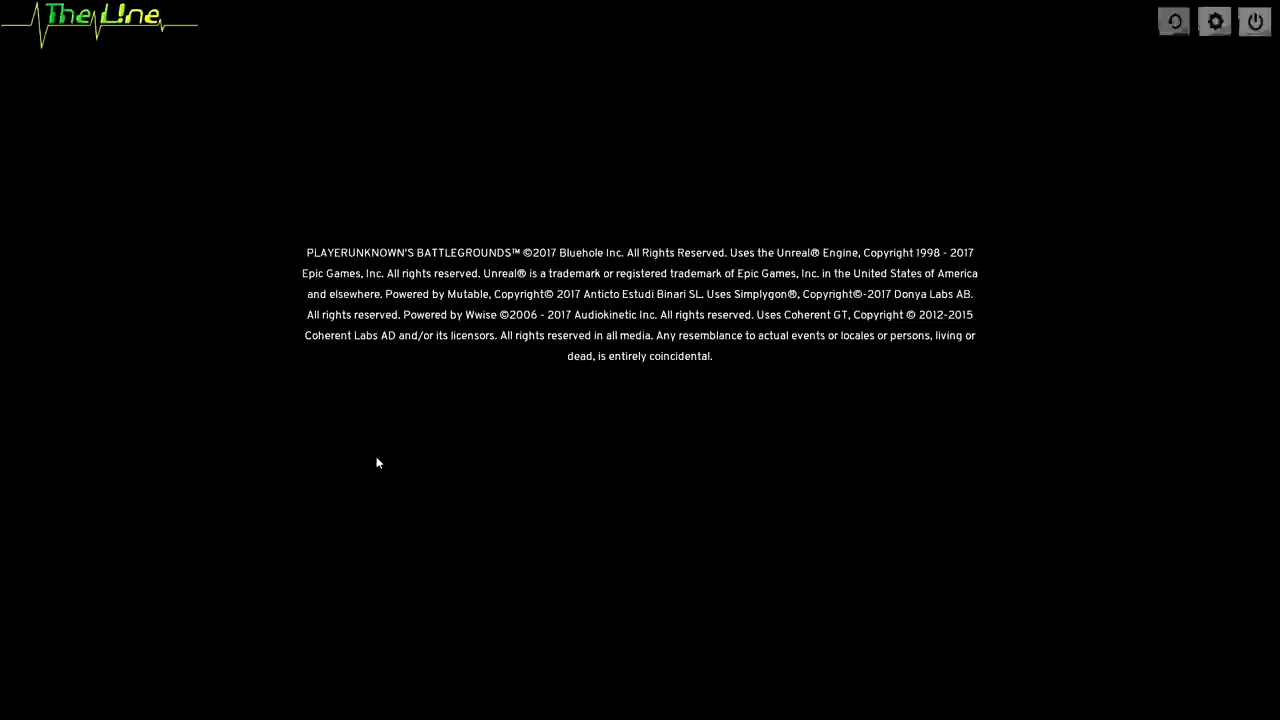 The L!ne
PLAYERUNKNOWN'S BATTLEGROUNDS™ ©2017 Bluehole Inc. All Rights Reserved. Uses the Unreal® Engine, Copyright 1998 - 2017
Epic Games, Inc. All rights reserved. Unreal® is a trademark or registered trademark of Epic Games, Inc. in the United States of America
and elsewhere. Powered by Mutable, Copyright© 2017 Anticto Estudi Binari SL. Uses Simplygon®, Copyright©-2017 Donya Labs AB.
All rights reserved. Powered by Wwise ©2006 - 2017 Audiokinetic Inc. All rights reserved. Uses Coherent GT, Copyright © 2012-2015
Coherent Labs AD and/or its licensors. All rights reserved in all media. Any resemblance to actual events or locales or persons, living or
dead, is entirely coincidental.